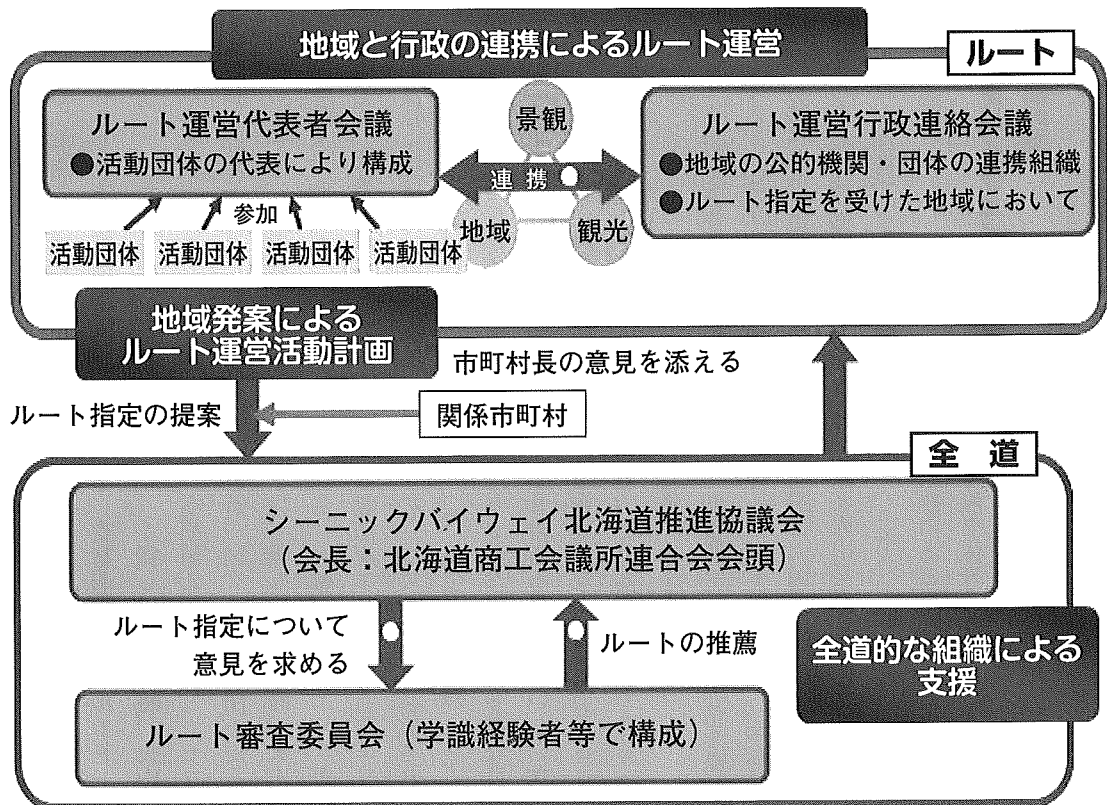 地域と行政の連携によるルート運営
ルート
ルート運営代表者会議
●活動団体の代表により構成
参加
活動団体
活動団体
活動団体
活動団体
景観
連携
地域
観光
ルート運営行政連絡会議
●地域の公的機関・団体の連携組織
●ルート指定を受けた地域において
地域発案による
ルート運営活動計画
市町村長の意見を添える
ルート指定の提案
関係市町村
全 道
シーニックバイウェイ北海道推進協議会
(会長:北海道商工会議所連合会会頭)
ルート指定について
意見を求める
ルートの推薦
全道的な組織による
支援
ルート審査委員会(学識経験者等で構成)